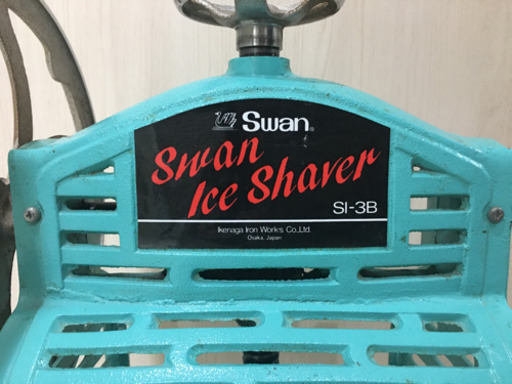 Swan
Swan
Ice Shaver
SI-3B
Ikenaga Iron Works Co.,Ltd.
Osaka, Japan